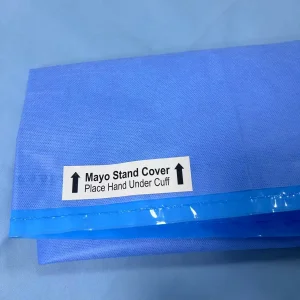 ↑ Mayo Stand Cover ↑
Place Hand Under Cuff